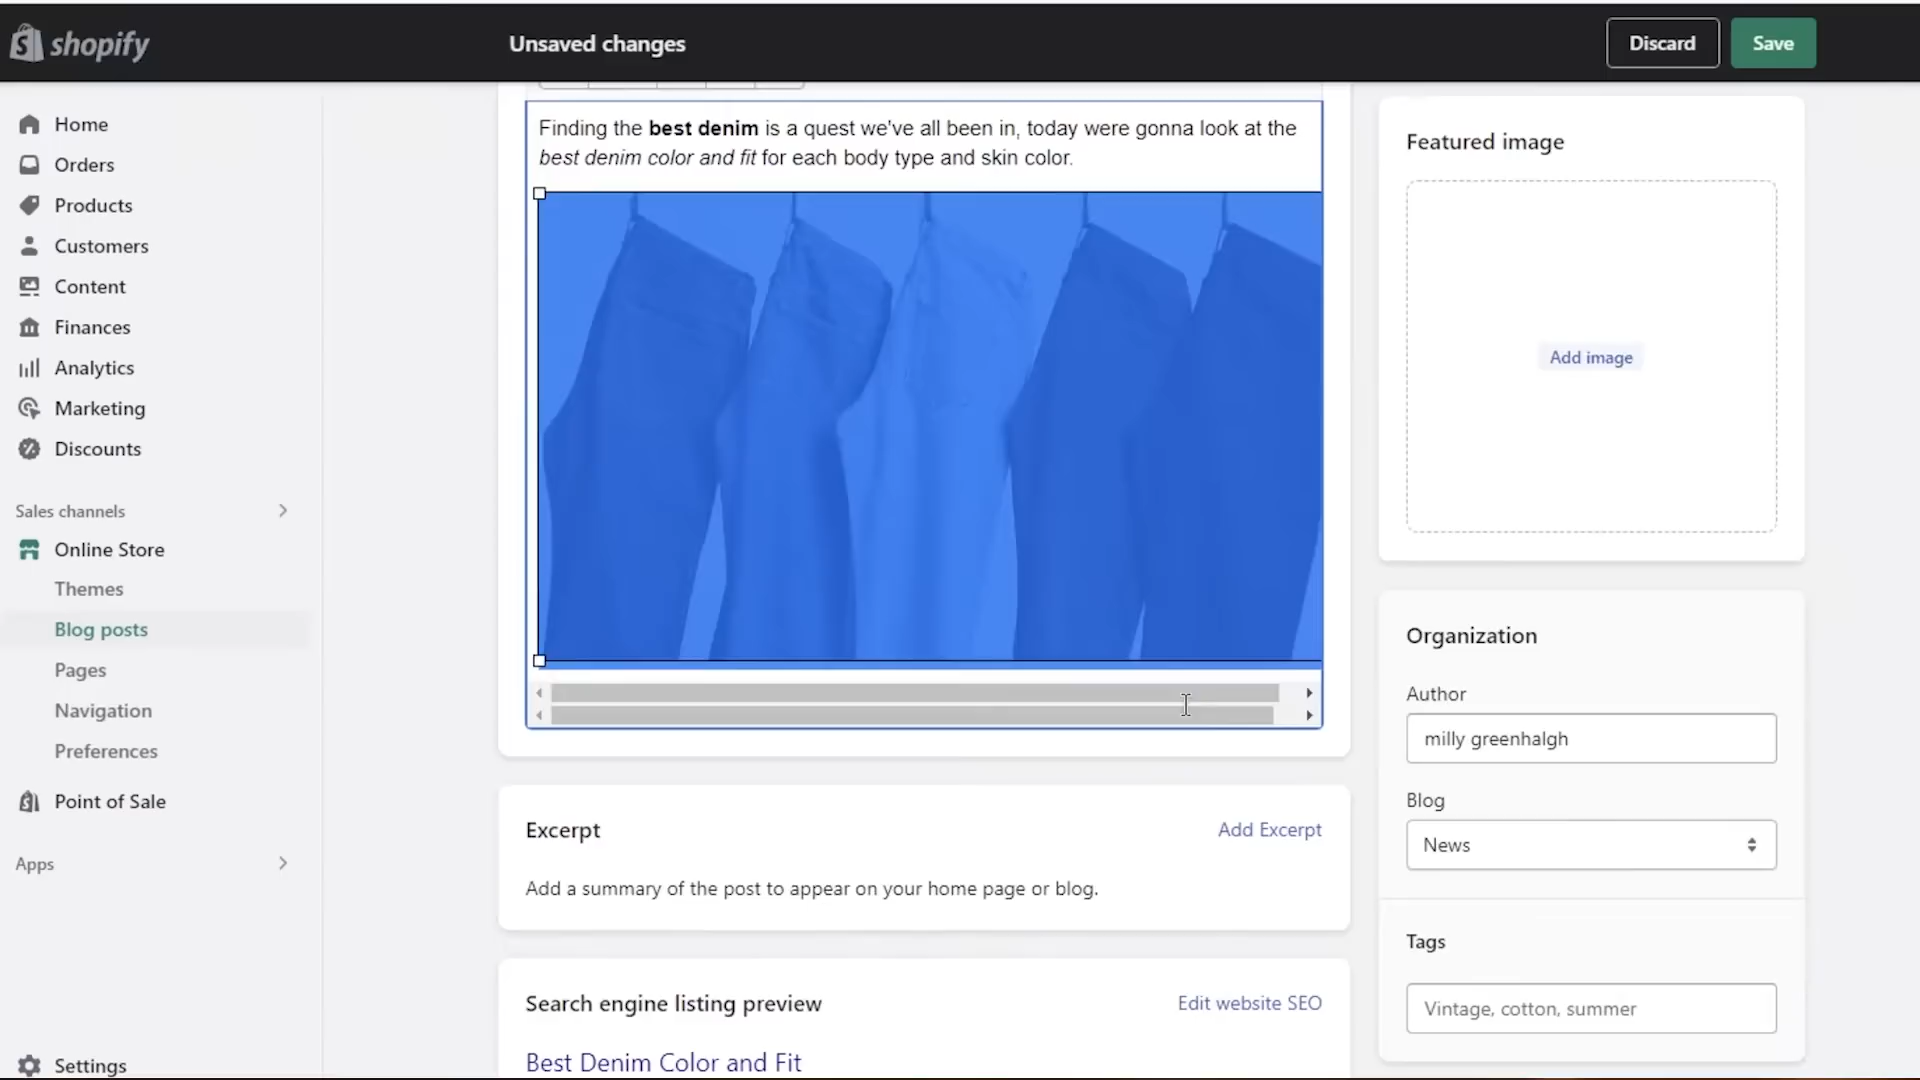 shopify
Unsaved changes
Discard
Save
Home
Orders
Products
Customers
Content
Finances
Analytics
Marketing
Discounts
Sales channels
Online Store
Themes
Blog posts
Pages
Navigation
Preferences
Point of Sale
Apps
Settings
Finding the best denim is a quest we've all been in, today were gonna look at the
best denim color and fit for each body type and skin color.
Excerpt
Add Excerpt
Add a summary of the post to appear on your home page or blog.
Search engine listing preview
Edit website SEO
Best Denim Color and Fit
Featured image
Add image
Organization
Author
milly greenhalgh
Blog
News
Tags
Vintage, cotton, summer